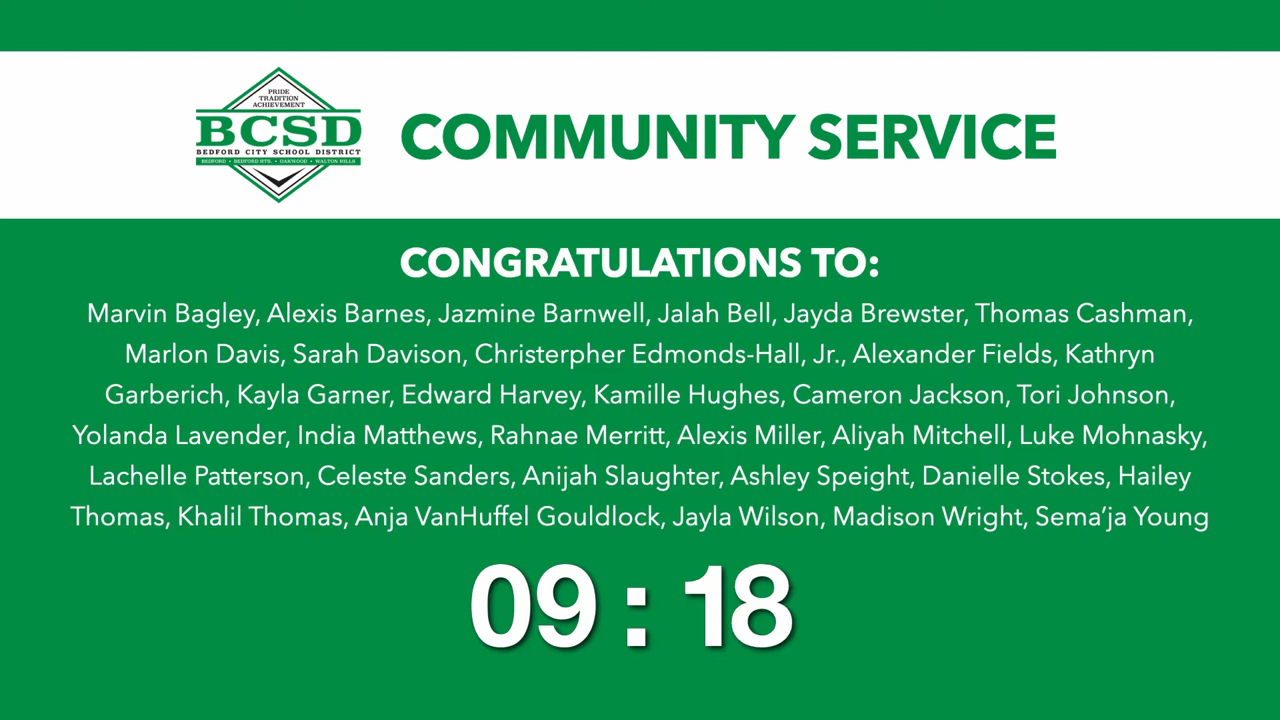 PRIDE
TRADITION
ACHIEVEMENT
BCSD
BEDFORD CITY SCHOOL DISTRICT
BEDFORD • BEDFORD HTS. • OAKWOOD • WALTON HILLS
COMMUNITY SERVICE
CONGRATULATIONS TO:
Marvin Bagley, Alexis Barnes, Jazmine Barnwell, Jalah Bell, Jayda Brewster, Thomas Cashman,
Marlon Davis, Sarah Davison, Christerpher Edmonds-Hall, Jr., Alexander Fields, Kathryn
Garberich, Kayla Garner, Edward Harvey, Kamille Hughes, Cameron Jackson, Tori Johnson,
Yolanda Lavender, India Matthews, Rahnae Merritt, Alexis Miller, Aliyah Mitchell, Luke Mohnasky,
Lachelle Patterson, Celeste Sanders, Anijah Slaughter, Ashley Speight, Danielle Stokes, Hailey
Thomas, Khalil Thomas, Anja VanHuffel Gouldlock, Jayla Wilson, Madison Wright, Sema’ja Young
09 : 18